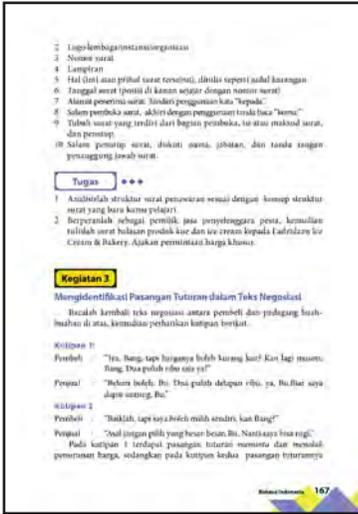 2 Logo lembaga/instansi/organisasi
3 Nomor surat
4 Lampiran
5 Hal (inti atau prihal surat tersebut), ditulis seperti judul karangan
6 Tanggal surat (posisi di kanan sejajar dengan nomor surat)
7 Alamat penerima surat. Hindari penggunaan kata "kepada".
8 Salam pembuka surat, akhiri dengan penggunaan tanda baca "koma."
9 Tubuh surat yang terdiri dari bagian pembuka, isi atau maksud surat,
dan penutup.
10 Salam penutup surat, diikuti nama, jabatan, dan tanda tangan
penanggung jawab surat.
Tugas
1 Analisislah struktur surat penawaran sesuai dengan konsep struktur
surat yang baru kamu pelajari.
2 Berperanlah sebagai pemilik jasa penyelenggara pesta, kemudian
tulislah surat balasan produk kue dan ice cream kepada Ice
Cream & Bakery. Ajukan permintaan harga khusus.
Kegiatan 3
Mengidentifikasi Pasangan Tuturan dalam Teks Negosiasi
Bacalah kembali teks negosiasi antara pembeli dan pedagang buah-
buahan di atas, kemudian perhatikan kutipan berikut.
Kutipan 1:
Pembeli : "Iya, Bang, tapi harganya boleh kurang kan? Kan lagi musim,
Bang. Dua puluh ribu saja ya?"
Penjual : "Belum boleh, Bu. Dua puluh delapan ribu, ya, Bu. Biar saya
dapat untung, Bu."
Kutipan 2
Pembeli : "Baiklah, tapi saya boleh milih sendiri, kan Bang?"
Penjual : "Asal jangan pilih yang besar-besar, Bu. Nanti saya bisa rugi."
Pada kutipan 1 terdapat pasangan tuturan meminta dan menolak
penurunan harga, sedangkan pada kutipan kedua pasangan tuturannya
Bahasa Indonesia 167